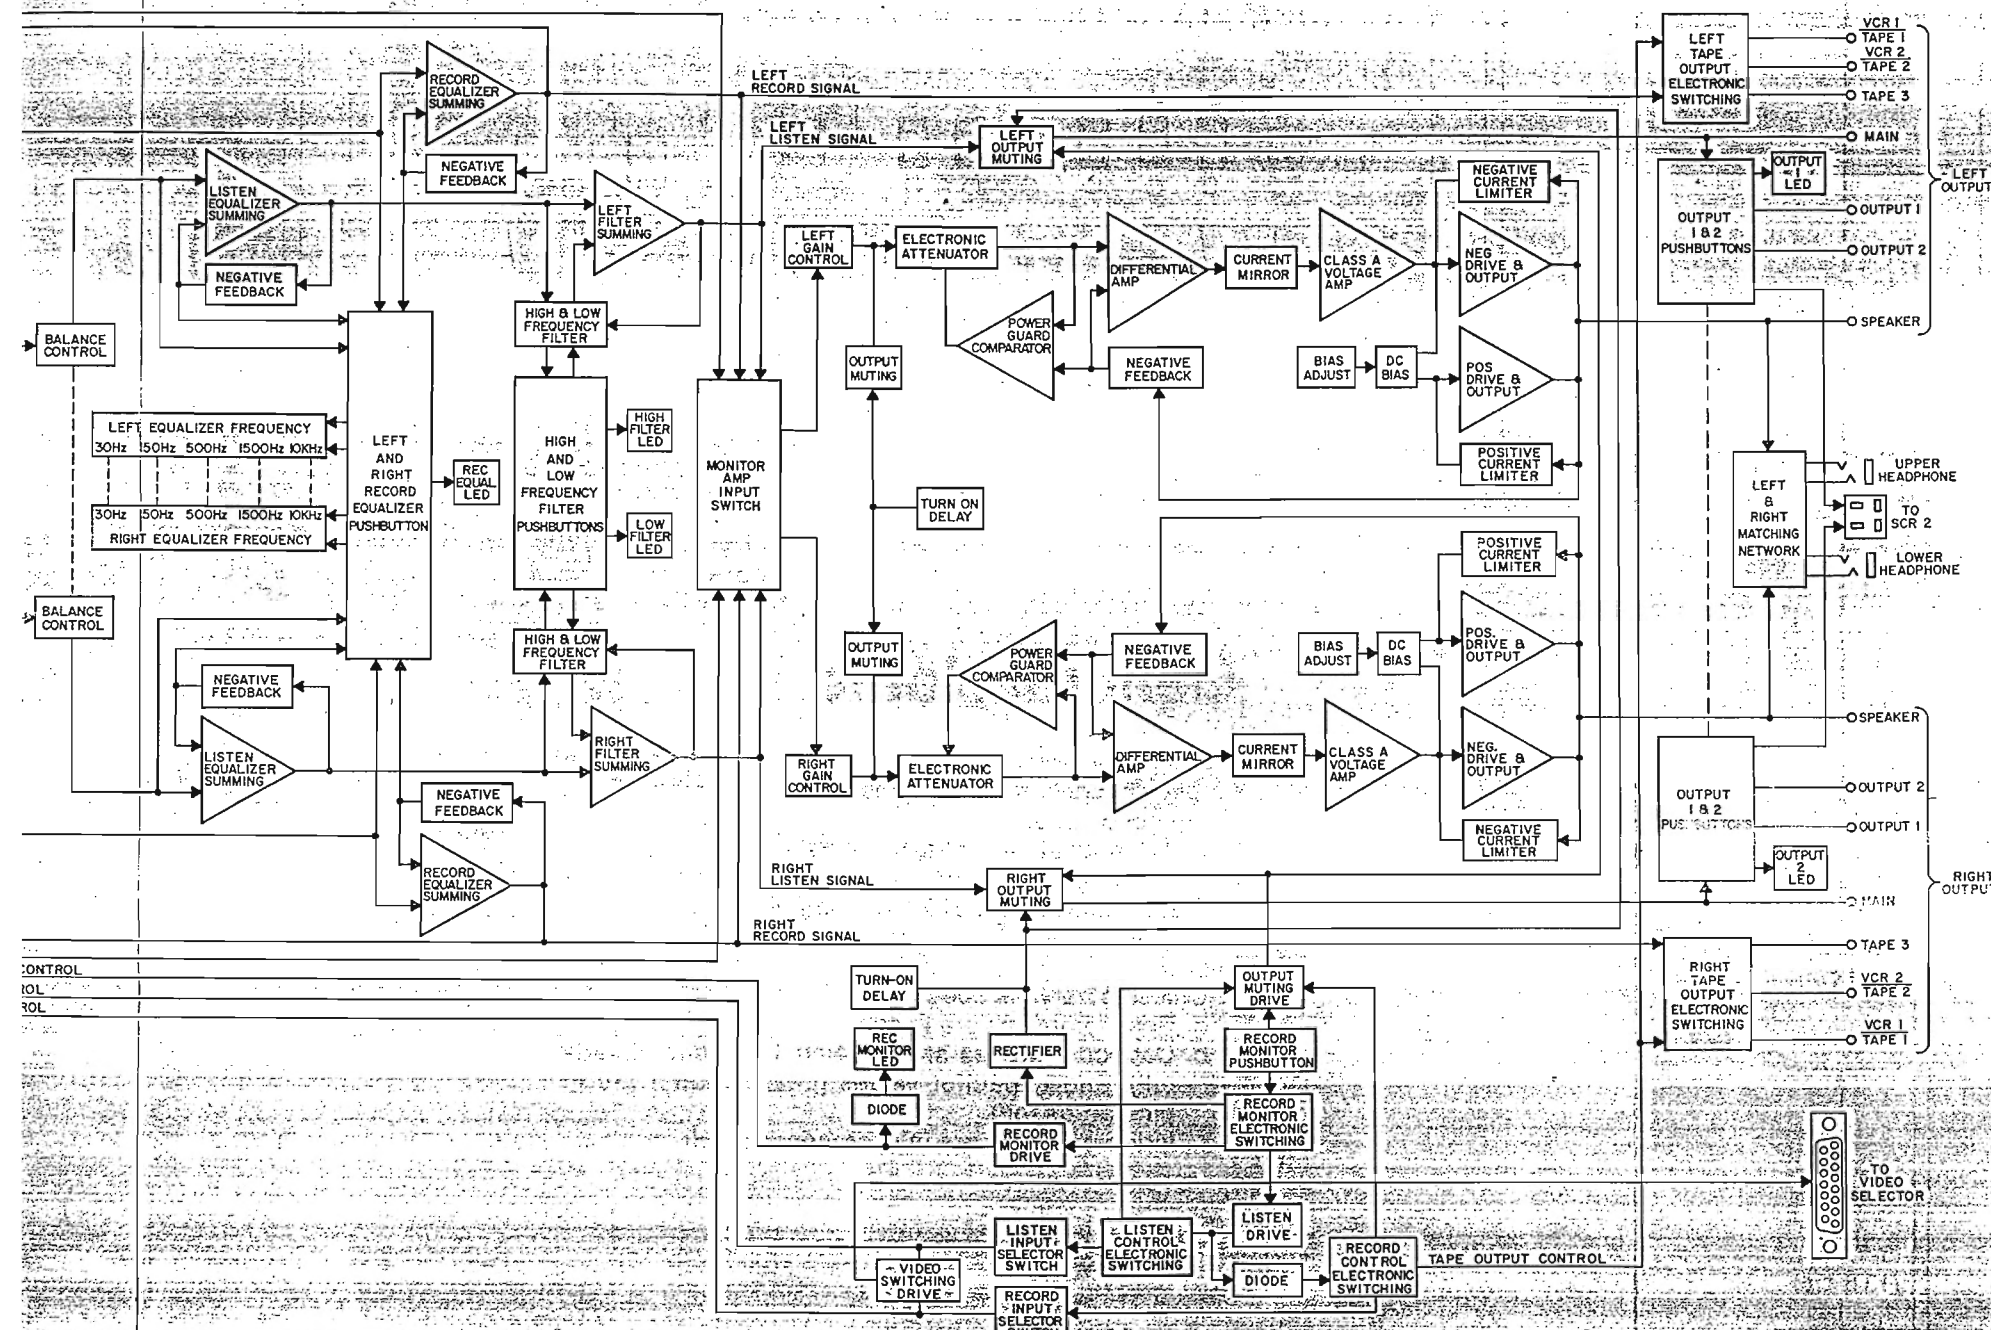 VCR 1
TAPE 1
VCR 2
TAPE 2
TAPE 3
MAIN
LEFT
TAPE
OUTPUT
ELECTRONIC
SWITCHING
LEFT
RECORD SIGNAL
RECORD
EQUALIZER
SUMMING
NEGATIVE
FEEDBACK
LEFT
LISTEN SIGNAL
LEFT
OUTPUT
MUTING
OUTPUT
1
LED
OUTPUT
1 & 2
PUSHBUTTONS
OUTPUT 1
OUTPUT 2
SPEAKER
LEFT
OUTPUT
LISTEN
EQUALIZER
SUMMING
NEGATIVE
FEEDBACK
LEFT
FILTER
SUMMING
HIGH & LOW
FREQUENCY
FILTER
LEFT
GAIN
CONTROL
ELECTRONIC
ATTENUATOR
DIFFERENTIAL
AMP
CURRENT
MIRROR
CLASS A
VOLTAGE
AMP
NEGATIVE
CURRENT
LIMITER
NEG
DRIVE &
OUTPUT
POWER
GUARD
COMPARATOR
NEGATIVE
FEEDBACK
OUTPUT
MUTING
BIAS
ADJUST
DC
BIAS
POS
DRIVE &
OUTPUT
POSITIVE
CURRENT
LIMITER
BALANCE
CONTROL
LEFT EQUALIZER FREQUENCY
30Hz 150Hz 500Hz 1500Hz 10KHz
30Hz 150Hz 500Hz 1500Hz 10KHz
RIGHT EQUALIZER FREQUENCY
LEFT
AND
RIGHT
RECORD
EQUALIZER
PUSHBUTTON
REC
EQUAL
LED
HIGH
AND
LOW
FREQUENCY
FILTER
PUSHBUTTONS
HIGH
FILTER
LED
LOW
FILTER
LED
MONITOR
AMP
INPUT
SWITCH
TURN ON
DELAY
LEFT
&
RIGHT
MATCHING
NETWORK
UPPER
HEADPHONE
TO
SCR 2
LOWER
HEADPHONE
BALANCE
CONTROL
HIGH & LOW
FREQUENCY
FILTER
NEGATIVE
FEEDBACK
LISTEN
EQUALIZER
SUMMING
RIGHT
FILTER
SUMMING
NEGATIVE
FEEDBACK
RECORD
EQUALIZER
SUMMING
OUTPUT
MUTING
POWER
GUARD
COMPARATOR
NEGATIVE
FEEDBACK
POSITIVE
CURRENT
LIMITER
BIAS
ADJUST
DC
BIAS
POS.
DRIVE &
OUTPUT
RIGHT
GAIN
CONTROL
ELECTRONIC
ATTENUATOR
DIFFERENTIAL
AMP
CURRENT
MIRROR
CLASS A
VOLTAGE
AMP
NEG.
DRIVE &
OUTPUT
NEGATIVE
CURRENT
LIMITER
SPEAKER
OUTPUT
1 & 2
PUSHBUTTONS
OUTPUT 2
OUTPUT 1
OUTPUT
2
LED
MAIN
RIGHT
OUTPUT
RIGHT
LISTEN SIGNAL
RIGHT
OUTPUT
MUTING
RIGHT
RECORD SIGNAL
RIGHT
TAPE
OUTPUT
ELECTRONIC
SWITCHING
TAPE 3
VCR 2
TAPE 2
VCR 1
TAPE 1
CONTROL
ROL
ROL
TURN-ON
DELAY
OUTPUT
MUTING
DRIVE
REC
MONITOR
LED
RECTIFIER
RECORD
MONITOR
PUSHBUTTON
DIODE
RECORD
MONITOR
DRIVE
RECORD
MONITOR
ELECTRONIC
SWITCHING
LISTEN
DRIVE
LISTEN
INPUT
SELECTOR
SWITCH
LISTEN
CONTROL
ELECTRONIC
SWITCHING
VIDEO
SWITCHING
DRIVE
DIODE
RECORD
CONTROL
ELECTRONIC
SWITCHING
TAPE OUTPUT CONTROL
RECORD
INPUT
SELECTOR
TO
VIDEO
SELECTOR